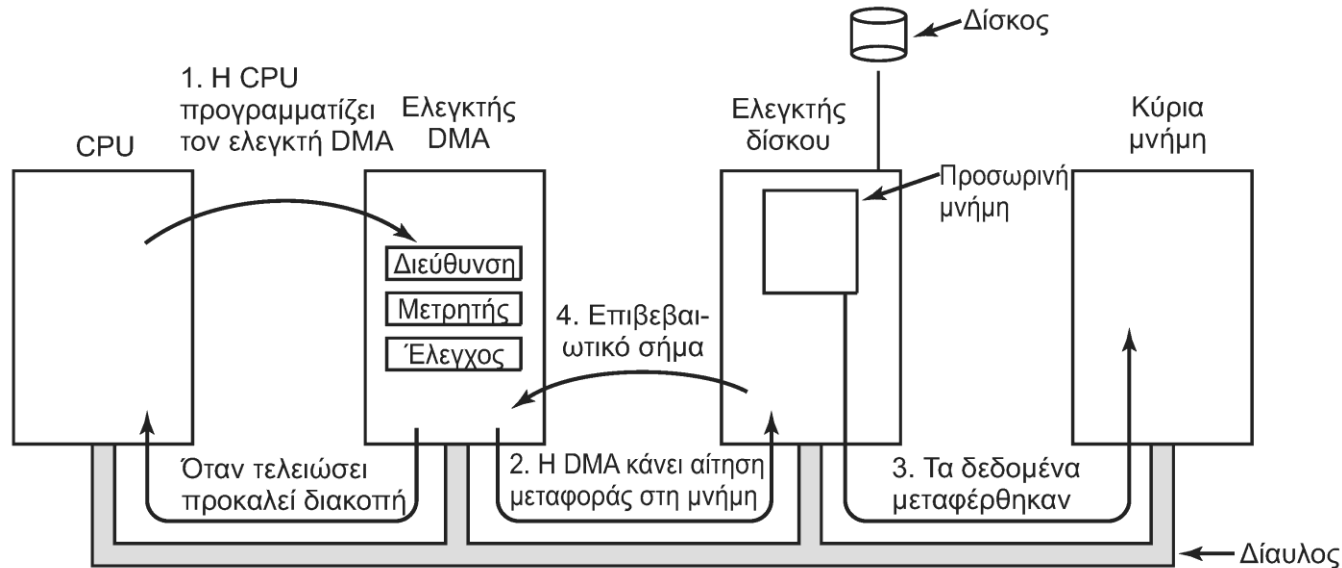 Δίσκος
1. Η CPU
προγραμματίζει
τον ελεγκτή DMA
CPU
Ελεγκτής
DMA
Ελεγκτής
δίσκου
Κύρια
μνήμη
Προσωρινή
μνήμη
Διεύθυνση
Μετρητής
Έλεγχος
4. Επιβεβαι-
ωτικό σήμα
Όταν τελειώσει
προκαλεί διακοπή
2. Η DMA κάνει αίτηση
μεταφοράς στη μνήμη
3. Τα δεδομένα
μεταφέρθηκαν
Δίαυλος